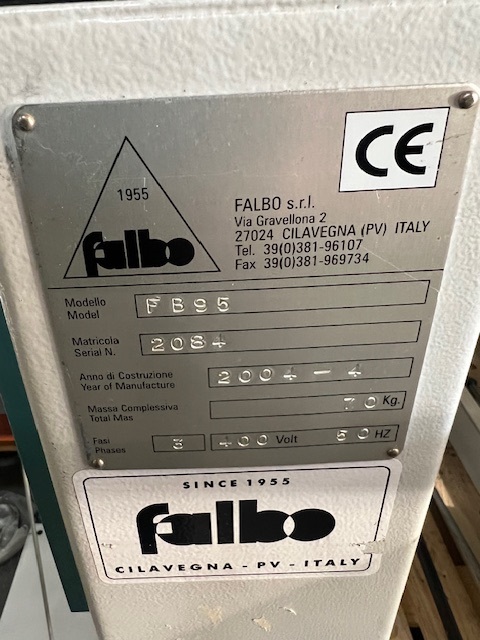 1955
falbo
CE
FALBO s.r.l.
Via Gravellona 2
27024 CILAVEGNA (PV) ITALY
Tel. 39(0)381-96107
Fax 39(0)381-969734
Modello
Model
FB95
Matricola
Serial N.
2084
Anno di Costruzione
Year of Manufacture
2004-4
Massa Complessiva
Total Mas
70 Kg.
Fasi
Phases
3 400 Volt 60 HZ
SINCE 1955
falbo
CILAVEGNA - PV - ITALY